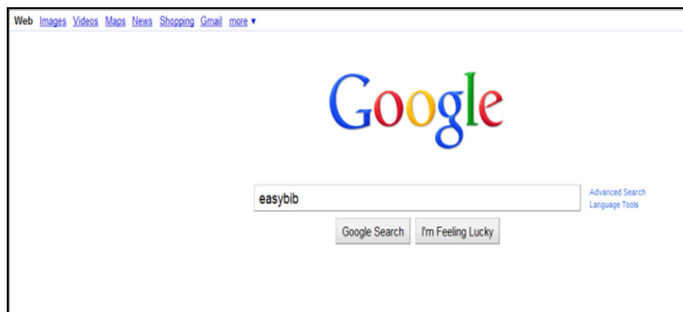 Web Images Videos Maps News Shopping Gmail more ▼
Google
easybib
Advanced Search
Language Tools
Google Search I'm Feeling Lucky